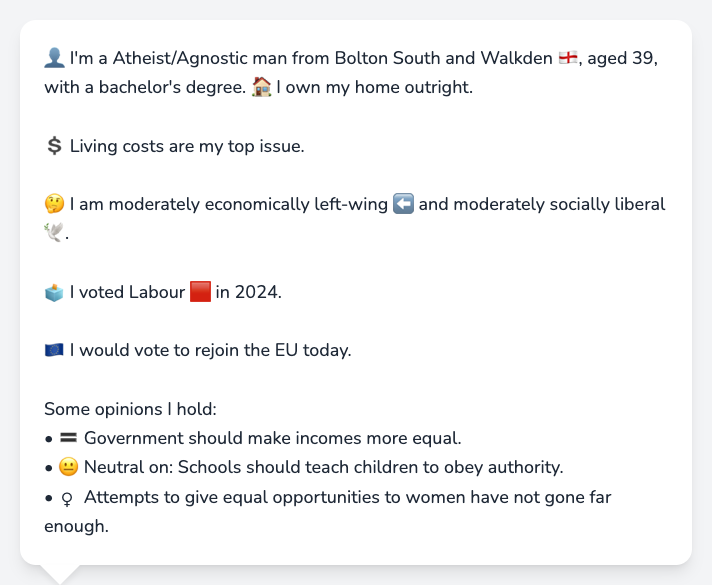 👤 I'm a Atheist/Agnostic man from Bolton South and Walkden 🏴󠁧󠁢󠁥󠁮󠁧󠁿, aged 39,
with a bachelor's degree. 🏠 I own my home outright.
💲 Living costs are my top issue.
🤔 I am moderately economically left-wing ⬅️ and moderately socially liberal
🕊️.
🗳️ I voted Labour 🟥 in 2024.
🇪🇺 I would vote to rejoin the EU today.
Some opinions I hold:
• 🟰 Government should make incomes more equal.
• 😐 Neutral on: Schools should teach children to obey authority.
• ♀ Attempts to give equal opportunities to women have not gone far
enough.